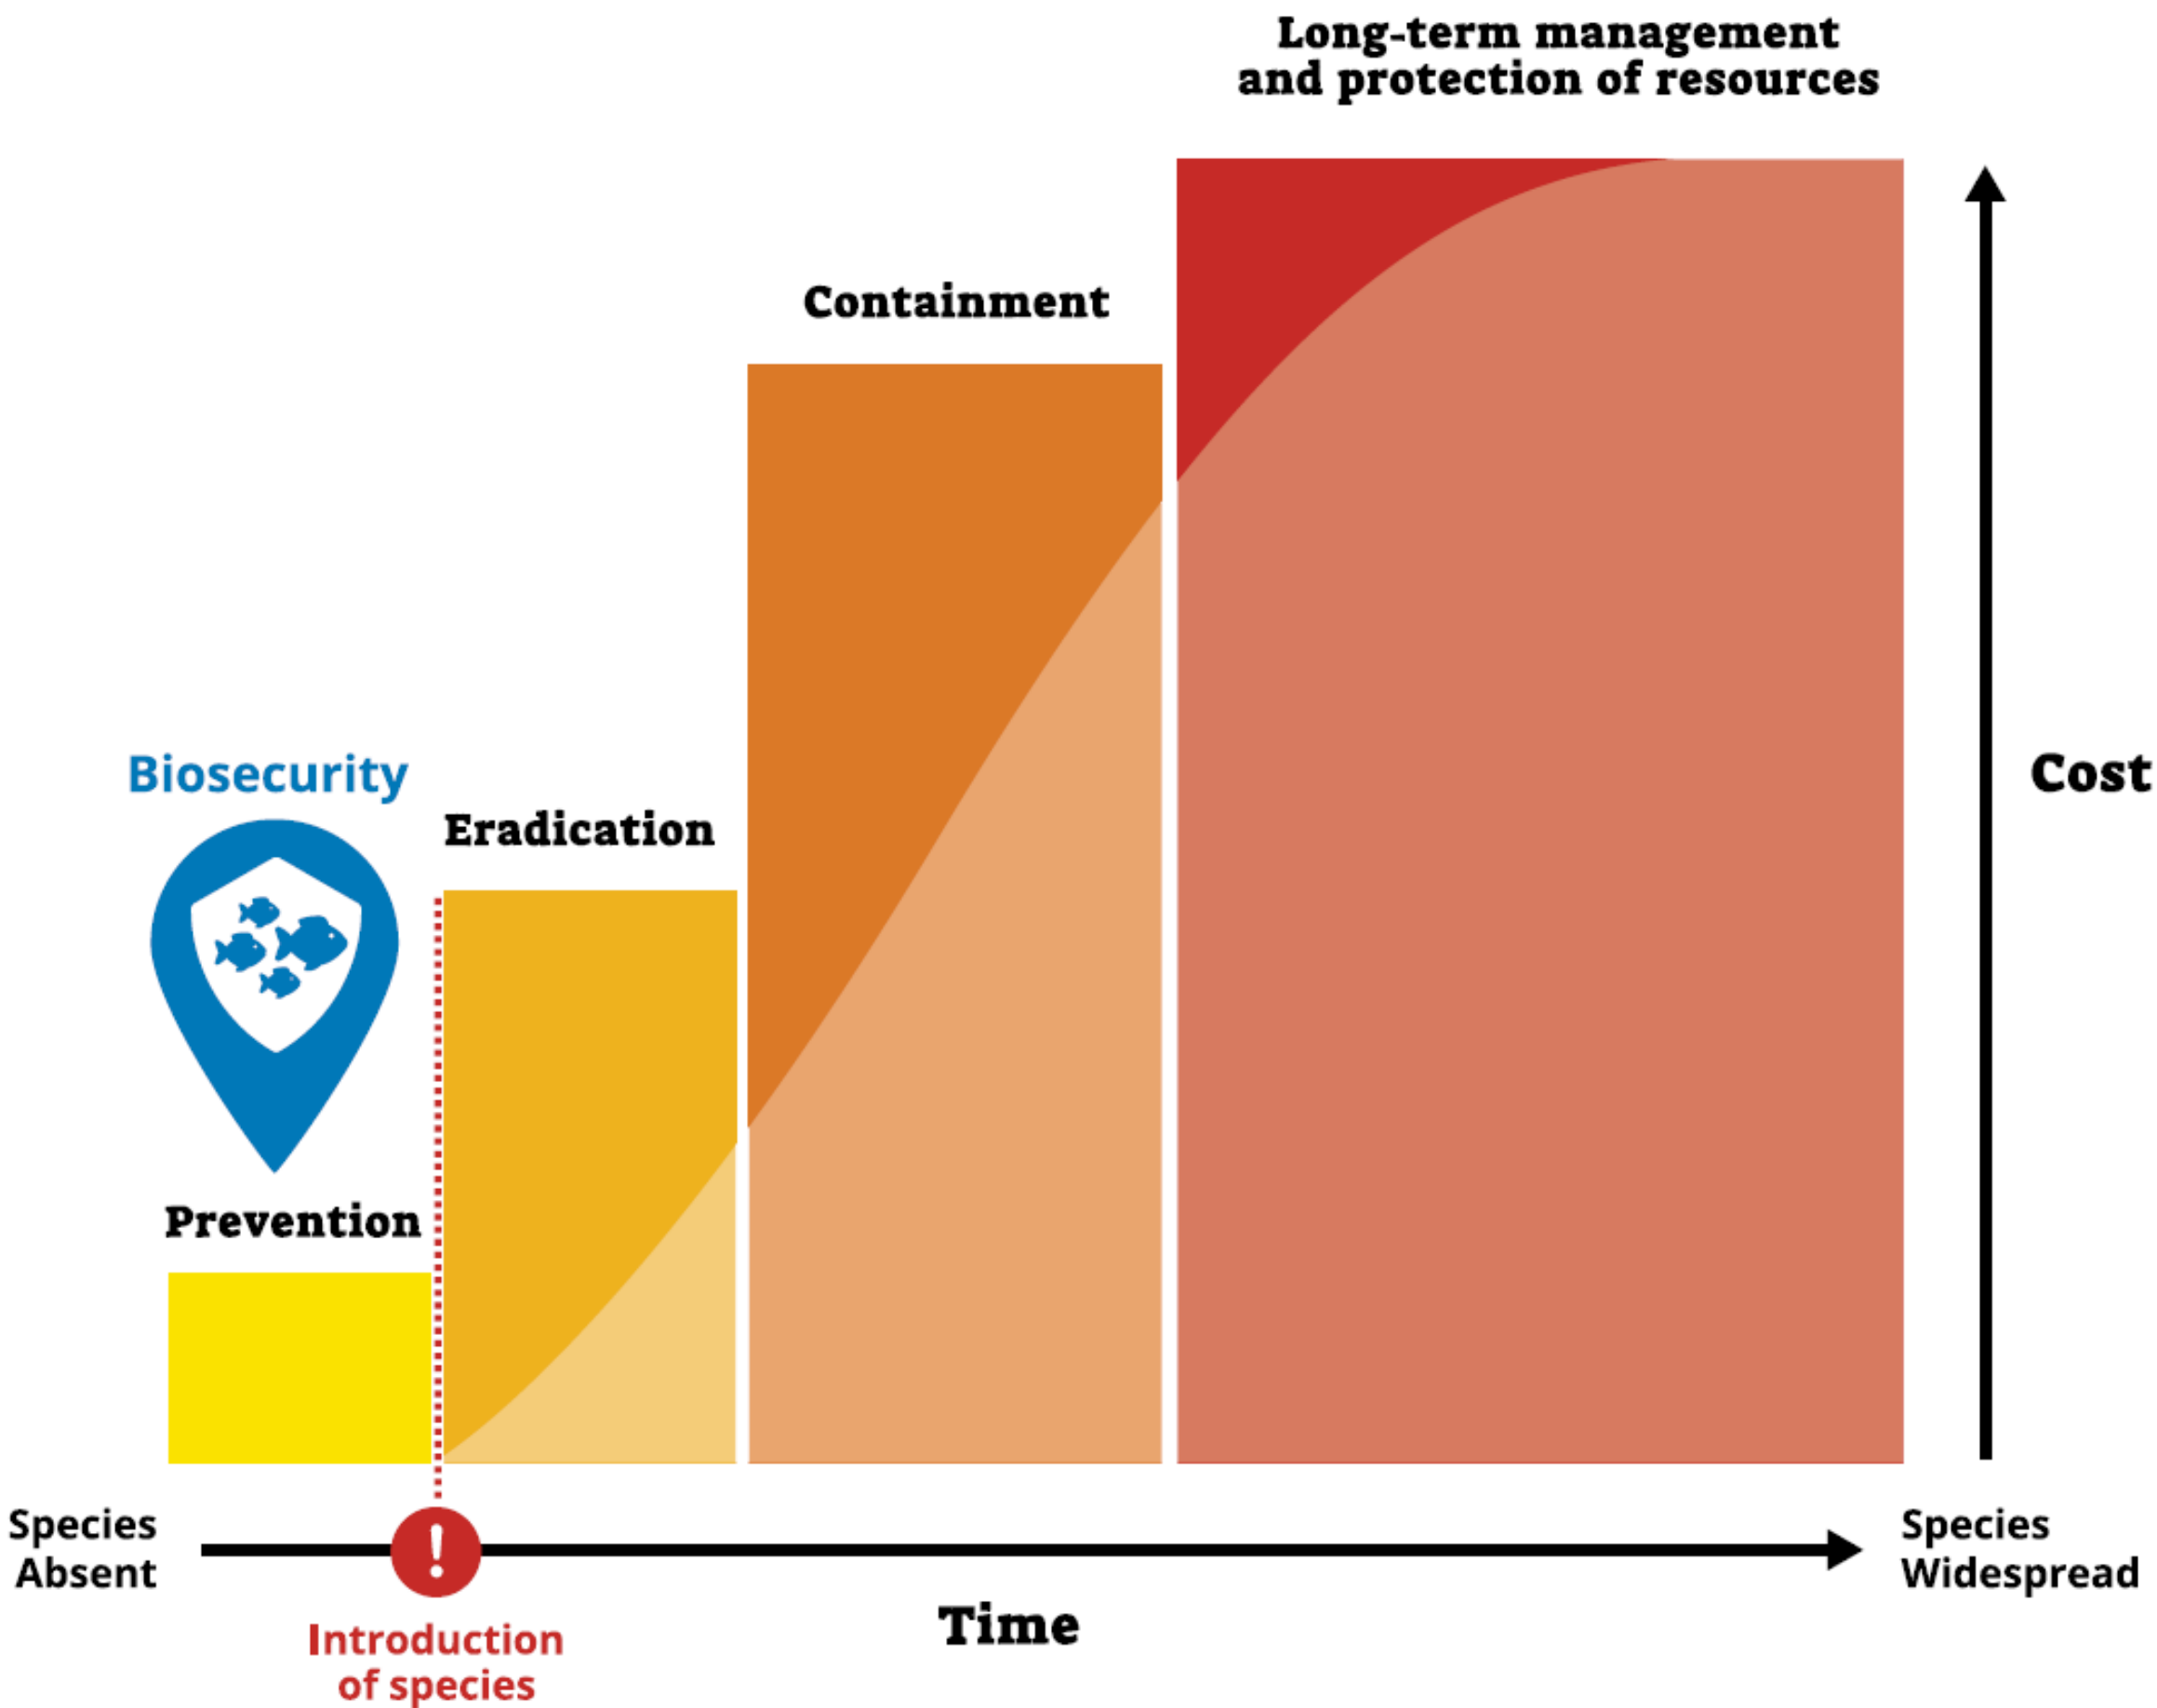 Long-term management
and protection of resources
Containment
Biosecurity
Eradication
Cost
Prevention
Species
Absent
!
Species
Widespread
Time
Introduction
of species